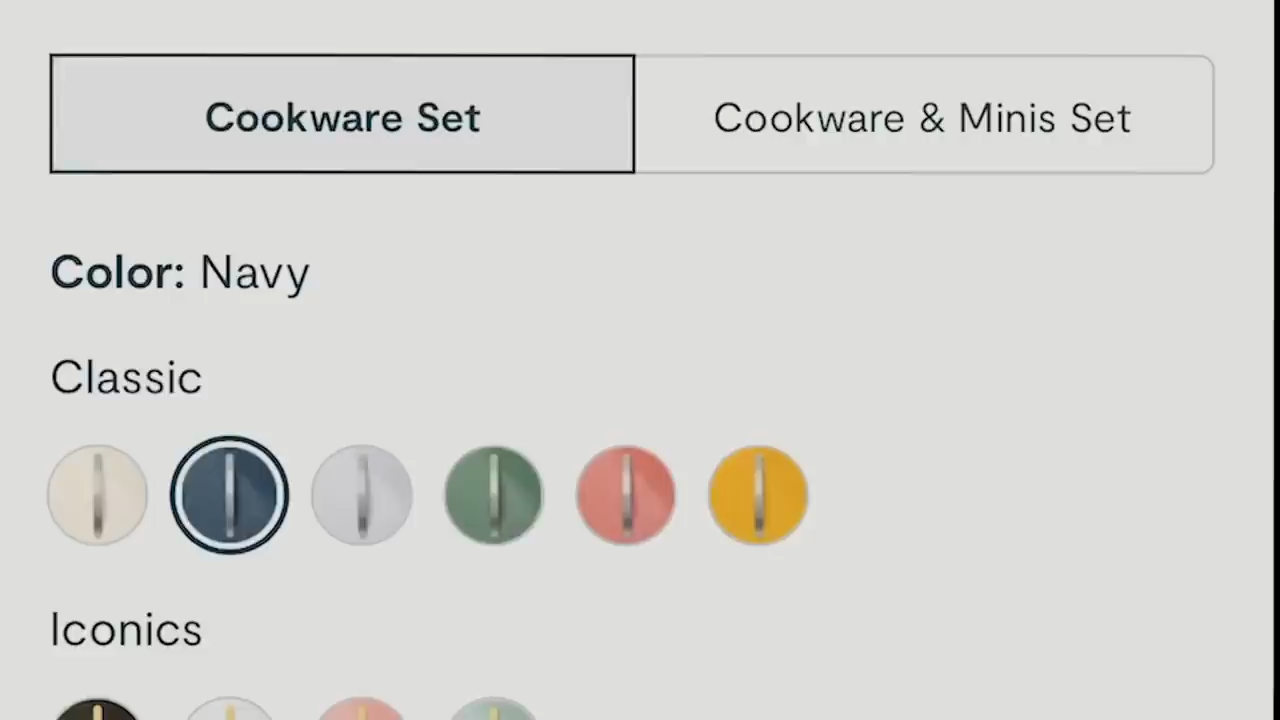 Cookware Set
Cookware & Minis Set
Color: Navy
Classic
Iconics